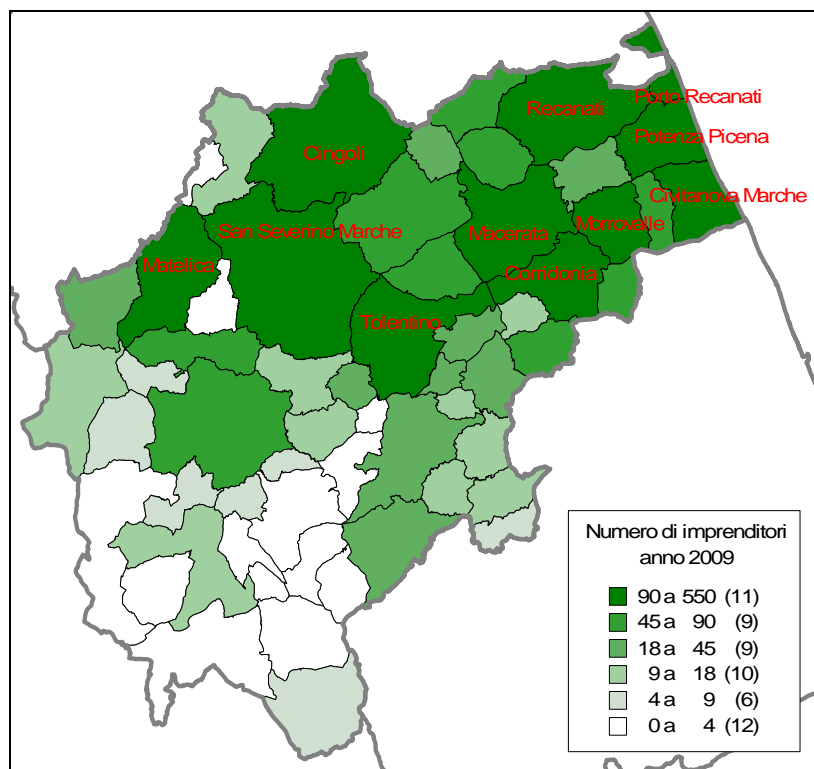 Recanati
Porto Recanati
Cingoli
Potenza Picena
Civitanova Marche
San Severino Marche
Macerata
Morrovalle
Matelica
Corridonia
Tolentino
Numero di imprenditori
anno 2009
90 a 550 (11)
45 a 90 (9)
18 a 45 (9)
9 a 18 (10)
4 a 9 (6)
0 a 4 (12)